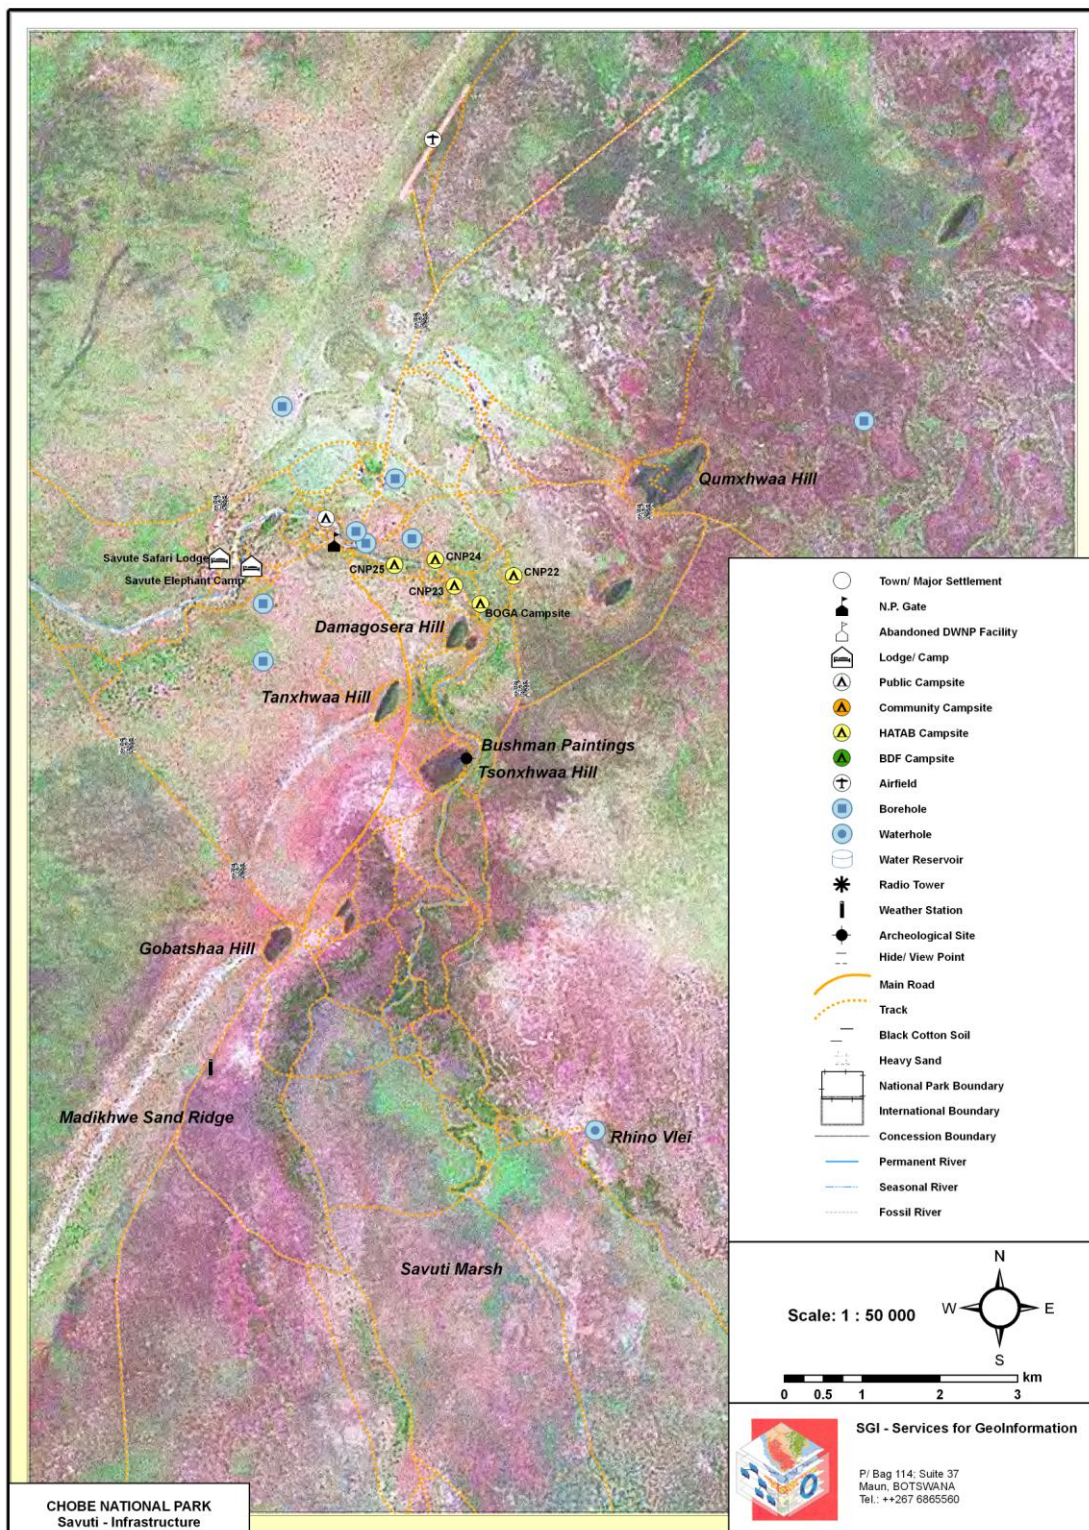 Qumxhwaa Hill
Savute Safari Lodge
Savute Elephant Camp
CNP25
CNP24
CNP23
CNP22
BOGA Campsite
Damagosera Hill
Tanxhwaa Hill
Bushman Paintings
Tsonxhwaa Hill
Gobatshaa Hill
Madikhwe Sand Ridge
Rhino Vlei
Savuti Marsh
Town/ Major Settlement
N.P. Gate
Abandoned DWNP Facility
Lodge/ Camp
Public Campsite
Community Campsite
HATAB Campsite
BDF Campsite
Airfield
Borehole
Waterhole
Water Reservoir
Radio Tower
Weather Station
Archeological Site
Hide/ View Point
Main Road
Track
Black Cotton Soil
Heavy Sand
National Park Boundary
International Boundary
Concession Boundary
Permanent River
Seasonal River
Fossil River
Scale: 1 : 50 000
N
W E
S
km
0 0.5 1 2 3
SGI - Services for GeoInformation
P/ Bag 114; Suite 37
Maun, BOTSWANA
Tel.: ++267 6865560
CHOBE NATIONAL PARK
Savuti - Infrastructure